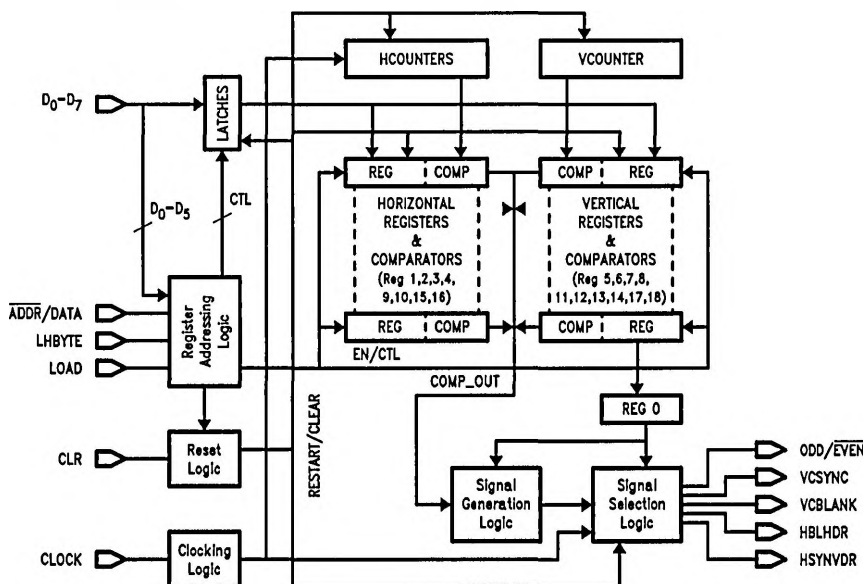 HCOUNTERS
VCOUNTER
D0-D7
LATCHES
D0-D5
CTL
REG COMP
COMP REG
HORIZONTAL
REGISTERS
&
COMPARATORS
(Reg 1,2,3,4,
9,10,15,16)
VERTICAL
REGISTERS
&
COMPARATORS
(Reg 5,6,7,8,
11,12,13,14,17,18)
REG COMP
COMP REG
A̅D̅D̅R̅/DATA
LHBYTE
LOAD
Register
Addressing
Logic
EN/CTL
COMP_OUT
REG 0
RESTART/CLEAR
CLR
Reset
Logic
Signal
Generation
Logic
Signal
Selection
Logic
ODD/E̅V̅E̅N̅
VCSYNC
VCBLANK
HBLHDR
HSYNVDR
CLOCK
Clocking
Logic